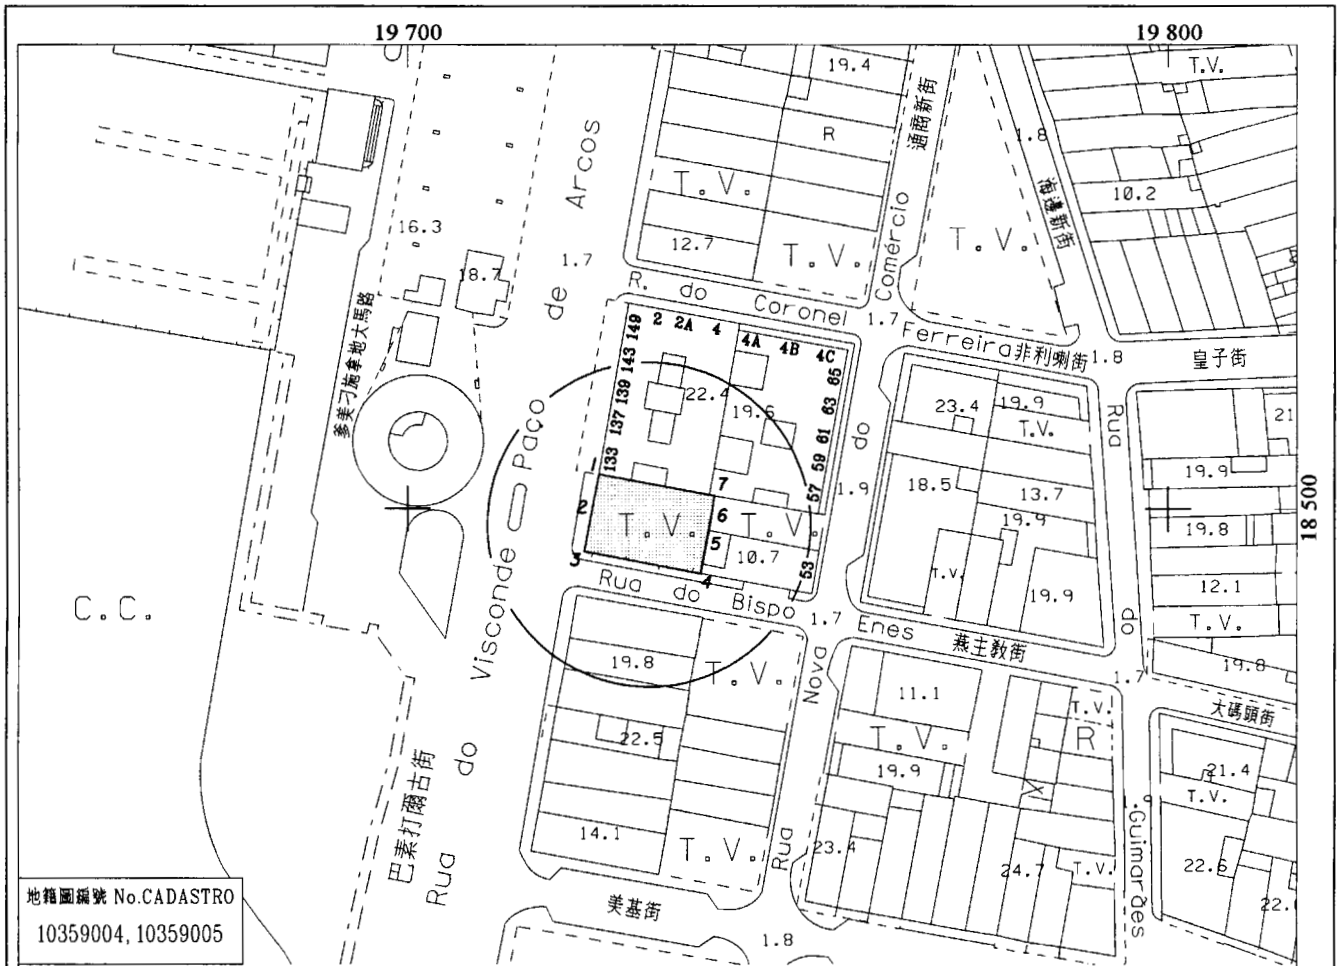 19 700
19 800
19.4
T.V.
通商新街
R
1.8
10.2
T.V.
海邊新街
Arcos
16.3
12.7
T.V.
Comércio
T.V.
18.7
1.7
de
R. do Coronel
1.7
Ferreira
非利喇街
1.8
皇子街
爹美刁施拿地大馬路
149
2
2A
4
4A
4B
4C
143
65
139
22.4
19.6
63
137
61
133
59
57
do
23.4
19.9
T.V.
Rua
21
Paço
1
7
2
T.V.
6
T.V.
1.9
18.5
13.7
19.9
19.9
18 500
5
10.7
19.8
3
4
53
T.V.
19.9
12.1
Rua do Bispo
1.7
Enes
燕主教街
do
T.V.
C.C.
Visconde
19.8
T.V.
Nova
11.1
T.V.
1.7
19.8
大碼頭街
22.5
T.V.
R
do
19.9
21.4
T.V.
巴素打爾古街
14.1
T.V.
Rua
23.4
24.7
T.V.
1.9
Guimarães
22.6
Rua
美基街
22.
1.8
地籍圖編號 No.CADASTRO
10359004, 10359005